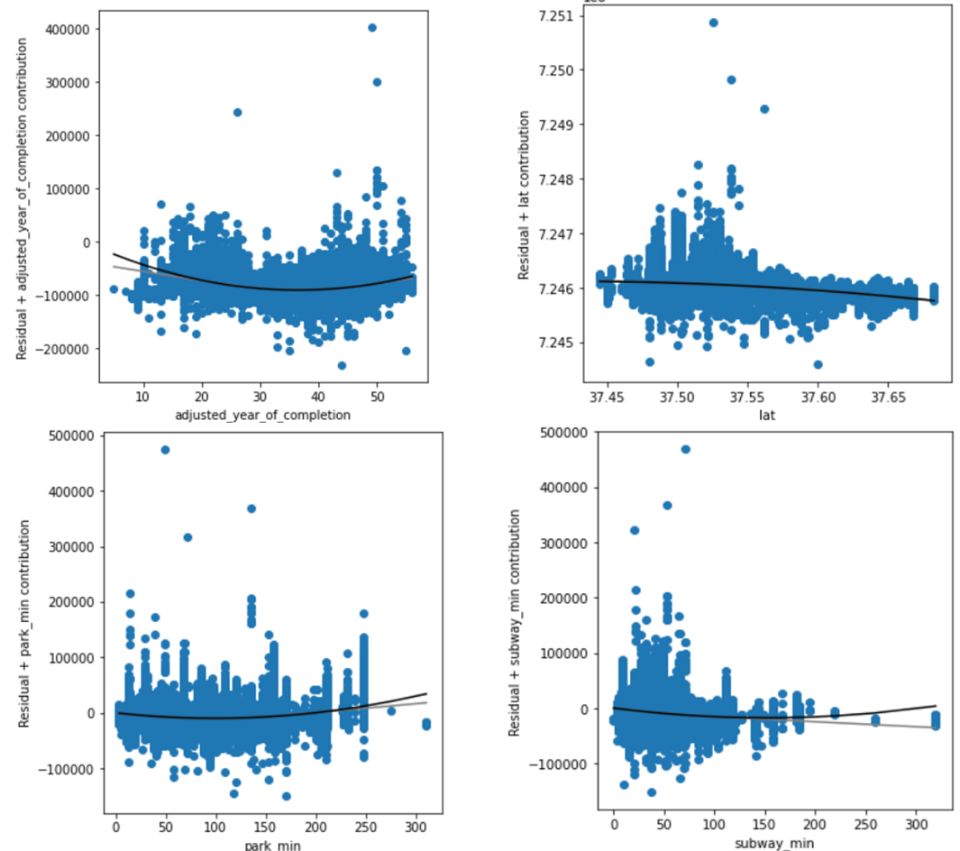 400000
300000
200000
100000
0
−100000
−200000
Residual + adjusted_year_of_completion contribution
10 20 30 40 50
adjusted_year_of_completion
7.251
7.250
7.249
7.248
7.247
7.246
7.245
Residual + lat contribution
37.45 37.50 37.55 37.60 37.65
lat
500000
400000
300000
200000
100000
0
−100000
Residual + park_min contribution
0 50 100 150 200 250 300
park_min
500000
400000
300000
200000
100000
0
−100000
Residual + subway_min contribution
0 50 100 150 200 250 300
subway_min